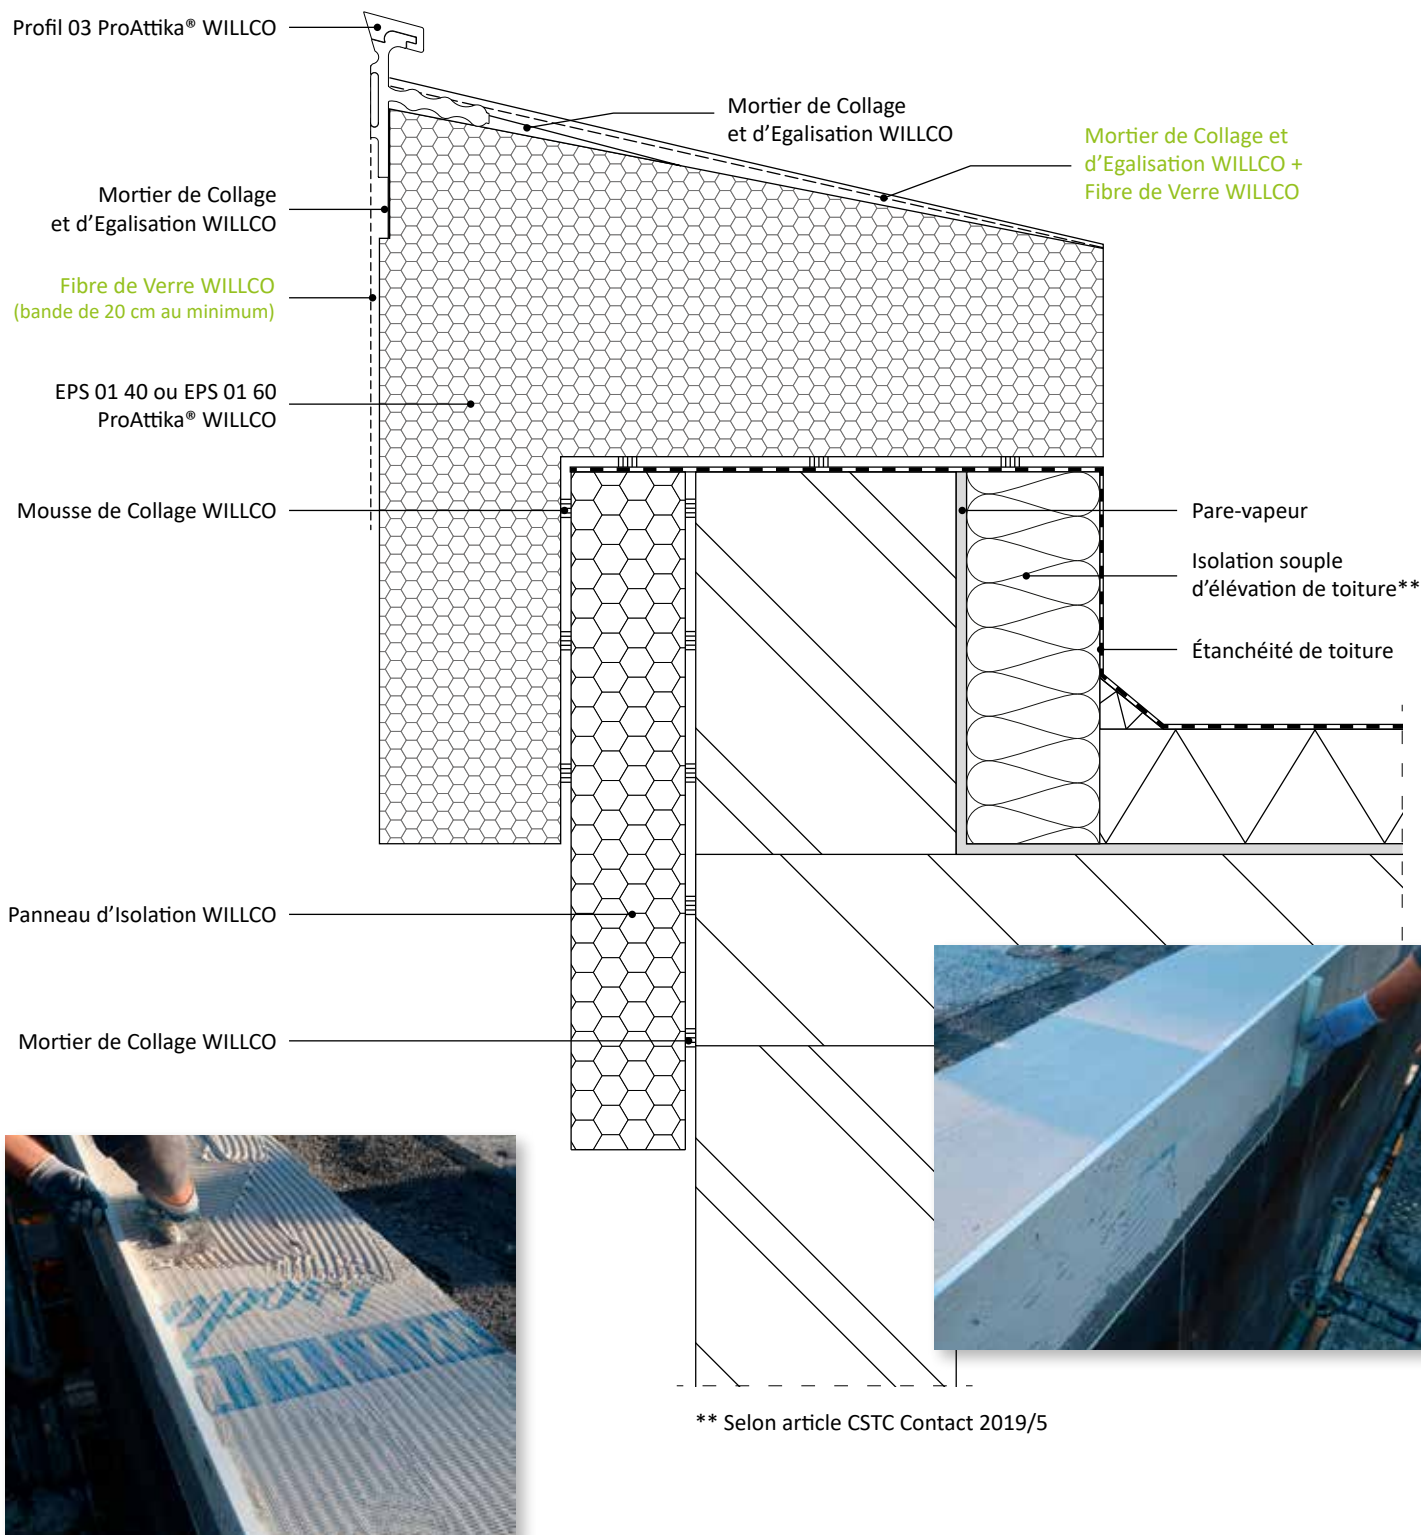 Profil 03 ProAttika® WILLCO
Mortier de Collage
et d’Egalisation WILLCO
Mortier de Collage et
d’Egalisation WILLCO +
Fibre de Verre WILLCO
Mortier de Collage
et d’Egalisation WILLCO
Fibre de Verre WILLCO
(bande de 20 cm au minimum)
EPS 01 40 ou EPS 01 60
ProAttika® WILLCO
Mousse de Collage WILLCO
Pare-vapeur
Isolation souple
d’élévation de toiture**
Étanchéité de toiture
Panneau d’Isolation WILLCO
Mortier de Collage WILLCO
** Selon article CSTC Contact 2019/5